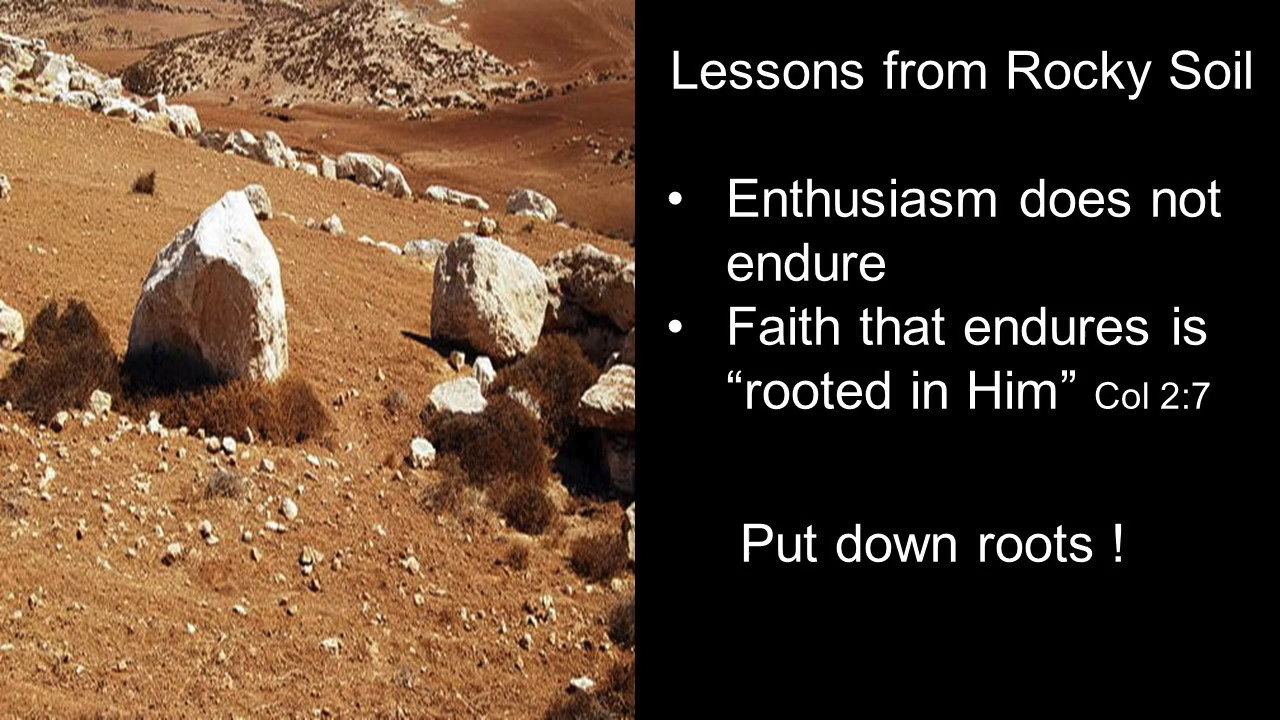 Lessons from Rocky Soil
• Enthusiasm does not
endure
• Faith that endures is
“rooted in Him” Col 2:7
Put down roots !